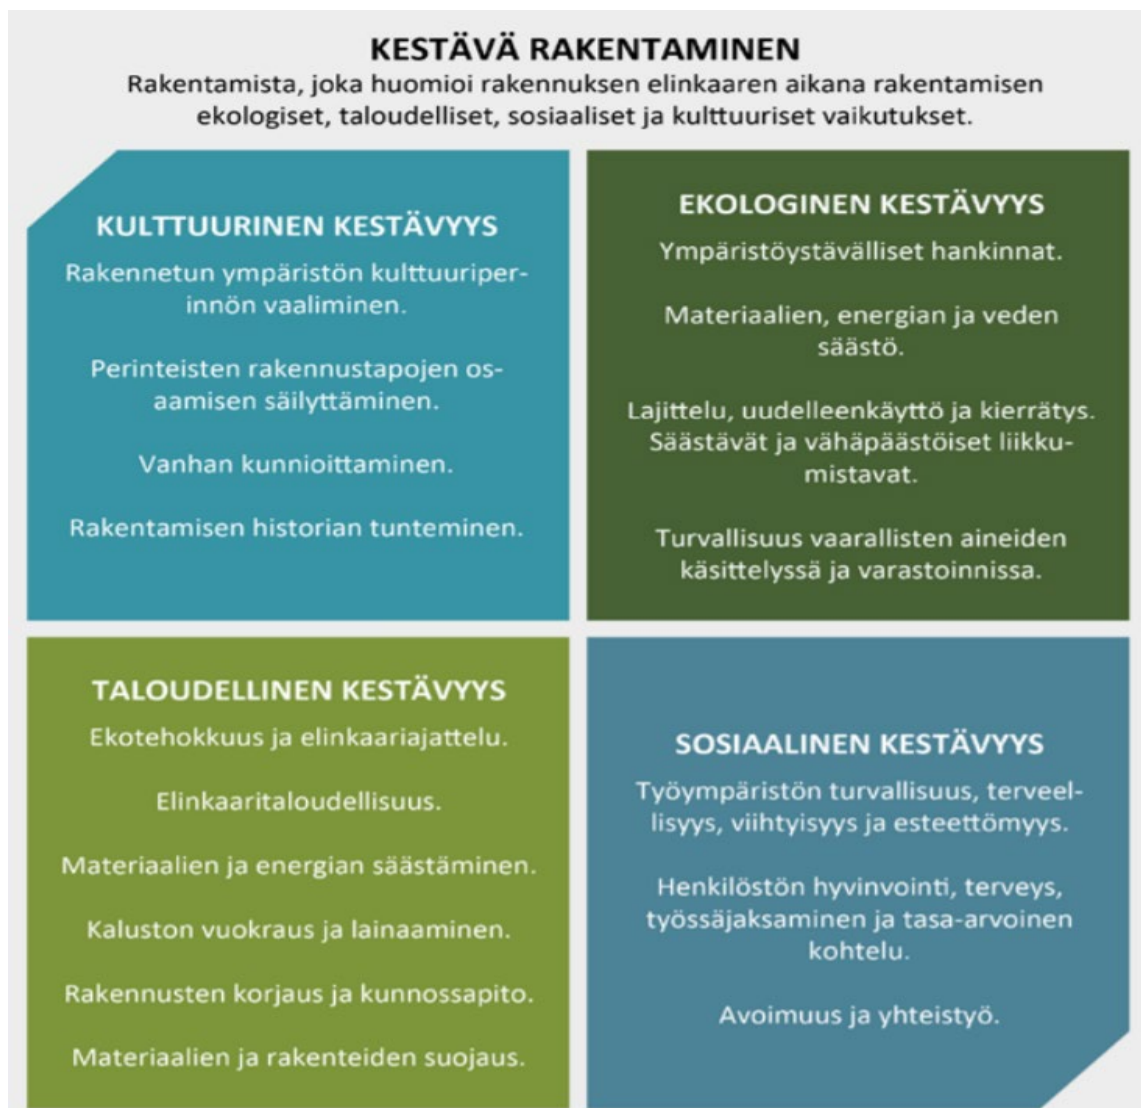 KESTÄVÄ RAKENTAMINEN
Rakentamista, joka huomioi rakennuksen elinkaaren aikana rakentamisen
ekologiset, taloudelliset, sosiaaliset ja kulttuuriset vaikutukset.
KULTTUURINEN KESTÄVYYS
Rakennetun ympäristön kulttuuriper-
innön vaaliminen.
Perinteisten rakennustapojen os-
aamisen säilyttäminen.
Vanhan kunnioittaminen.
Rakentamisen historian tunteminen.
EKOLOGINEN KESTÄVYYS
Ympäristöystävälliset hankinnat.
Materiaalien, energian ja veden
säästö.
Lajittelu, uudelleenkäyttö ja kierrätys.
Säästävät ja vähäpäästöiset liikku-
mistavat.
Turvallisuus vaarallisten aineiden
käsittelyssä ja varastoinnissa.
TALOUDELLINEN KESTÄVYYS
Ekotehokkuus ja elinkaariajattelu.
Elinkaaritaloudellisuus.
Materiaalien ja energian säästäminen.
Kaluston vuokraus ja lainaaminen.
Rakennusten korjaus ja kunnossapito.
Materiaalien ja rakenteiden suojaus.
SOSIAALINEN KESTÄVYYS
Työympäristön turvallisuus, terveel-
lisyys, viihtyisyys ja esteettömyys.
Henkilöstön hyvinvointi, terveys,
työssäjaksaminen ja tasa-arvoinen
kohtelu.
Avoimuus ja yhteistyö.